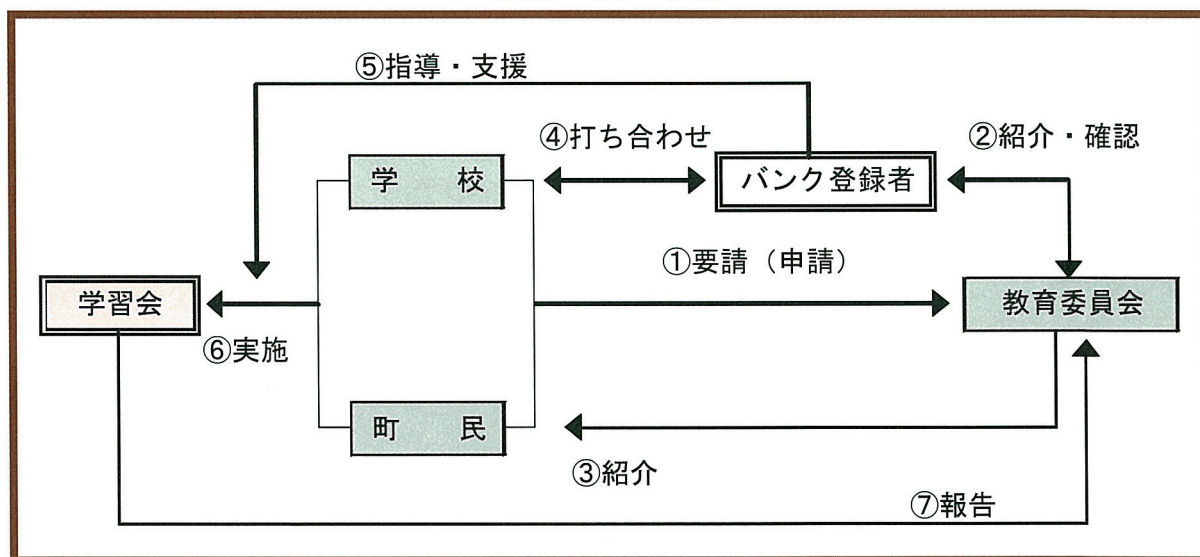 ⑤指導・支援
④打ち合わせ
②紹介・確認
学　校
バンク登録者
①要請（申請）
学習会
教育委員会
⑥実施
町　民
③紹介
⑦報告